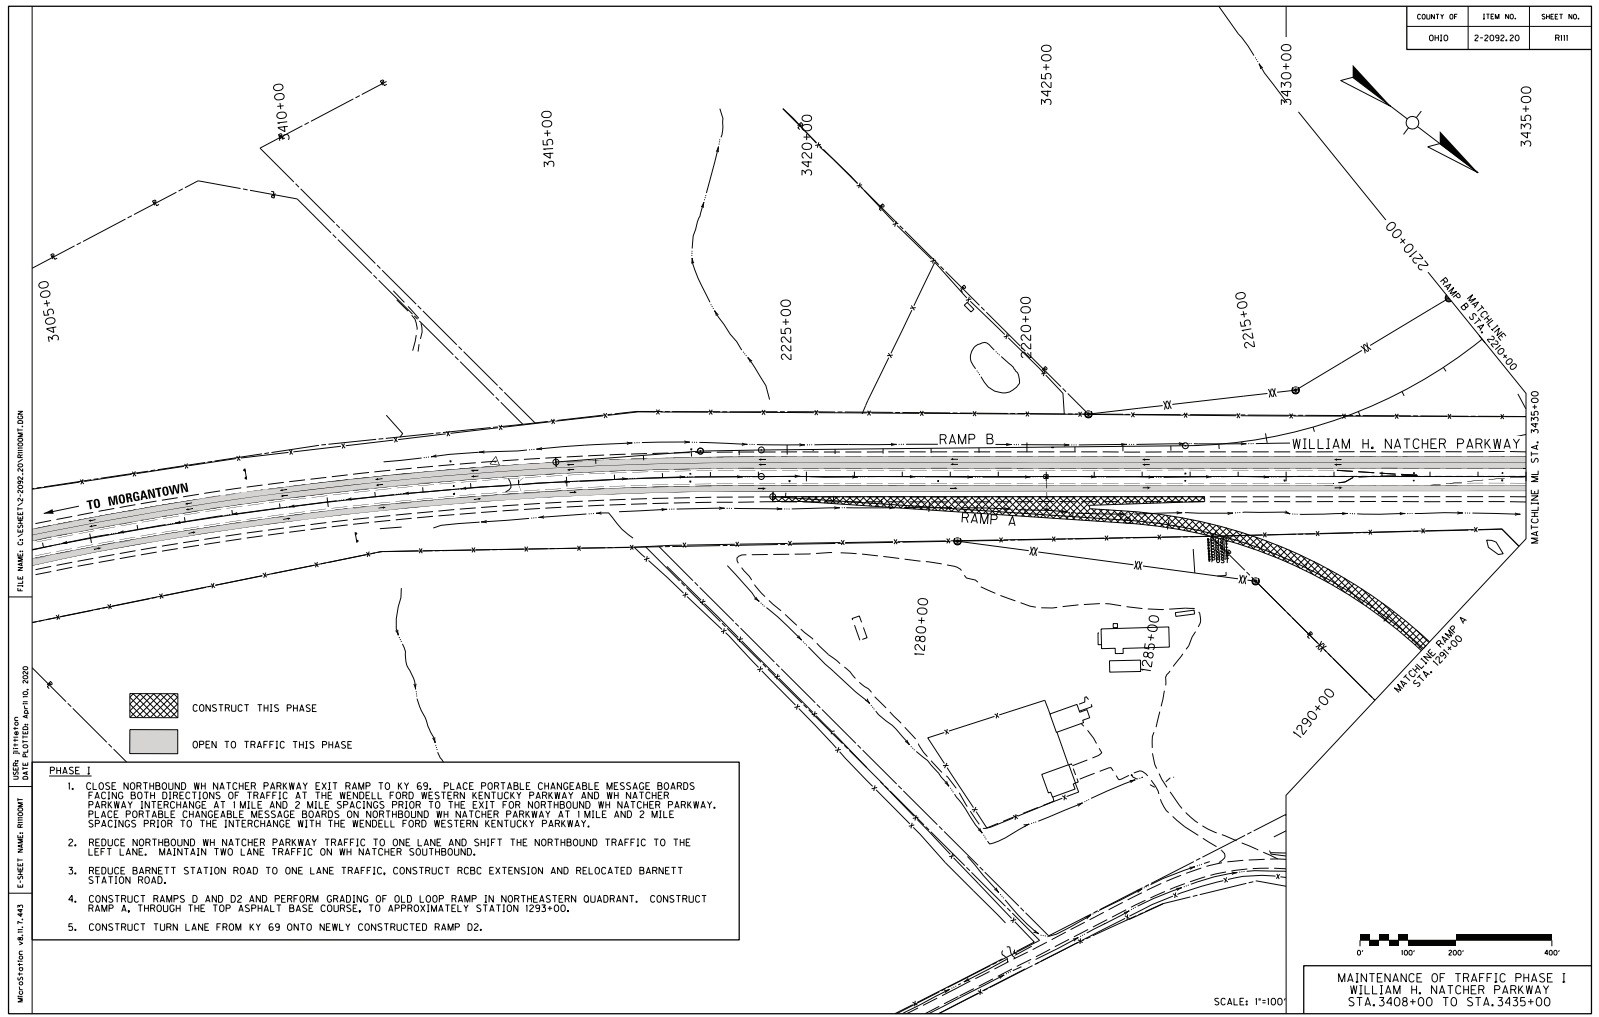 COUNTY OF
ITEM NO.
SHEET NO.
OHIO
2-2092.20
R111
3405+00
3410+00
3415+00
3420+00
3425+00
3430+00
3435+00
2225+00
2220+00
2215+00
2210+00
MATCHLINE
RAMP B STA. 2210+00
RAMP B
WILLIAM H. NATCHER PARKWAY
MATCHLINE ML STA. 3435+00
TO MORGANTOWN
RAMP A
1280+00
1285+00
1290+00
MATCHLINE RAMP A
STA. 1291+00
CONSTRUCT THIS PHASE
OPEN TO TRAFFIC THIS PHASE
PHASE I
1. CLOSE NORTHBOUND WH NATCHER PARKWAY EXIT RAMP TO KY 69. PLACE PORTABLE CHANGEABLE MESSAGE BOARDS
FACING BOTH DIRECTIONS OF TRAFFIC AT THE WENDELL FORD WESTERN KENTUCKY PARKWAY AND WH NATCHER
PARKWAY INTERCHANGE AT 1 MILE AND 2 MILE SPACINGS PRIOR TO THE EXIT FOR NORTHBOUND WH NATCHER PARKWAY.
PLACE PORTABLE CHANGEABLE MESSAGE BOARDS ON NORTHBOUND WH NATCHER PARKWAY AT 1 MILE AND 2 MILE
SPACINGS PRIOR TO THE INTERCHANGE WITH THE WENDELL FORD WESTERN KENTUCKY PARKWAY.
2. REDUCE NORTHBOUND WH NATCHER PARKWAY TRAFFIC TO ONE LANE AND SHIFT THE NORTHBOUND TRAFFIC TO THE
LEFT LANE. MAINTAIN TWO LANE TRAFFIC ON WH NATCHER SOUTHBOUND.
3. REDUCE BARNETT STATION ROAD TO ONE LANE TRAFFIC, CONSTRUCT RCBC EXTENSION AND RELOCATED BARNETT
STATION ROAD.
4. CONSTRUCT RAMPS D AND D2 AND PERFORM GRADING OF OLD LOOP RAMP IN NORTHEASTERN QUADRANT. CONSTRUCT
RAMP A, THROUGH THE TOP ASPHALT BASE COURSE, TO APPROXIMATELY STATION 1293+00.
5. CONSTRUCT TURN LANE FROM KY 69 ONTO NEWLY CONSTRUCTED RAMP D2.
0'
100'
200'
400'
SCALE: 1"=100'
MAINTENANCE OF TRAFFIC PHASE I
WILLIAM H. NATCHER PARKWAY
STA.3408+00 TO STA.3435+00
FILE NAME: C:\ESHEET\2-2092.20\R11100MT.DGN
DATE PLOTTED: April 10, 2020
E-SHEET NAME: R11100MT
MicroStation v8.11.7.443